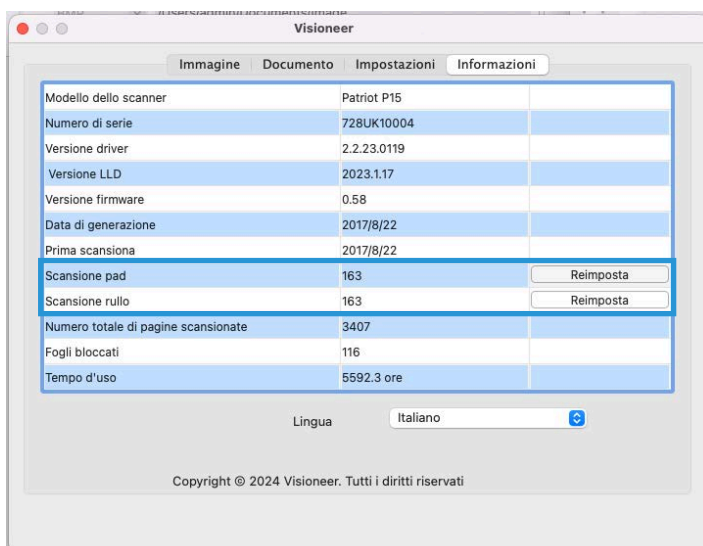 Visioneer
Immagine Documento Impostazioni Informazioni
Modello dello scanner Patriot P15
Numero di serie 728UK10004
Versione driver 2.2.23.0119
Versione LLD 2023.1.17
Versione firmware 0.58
Data di generazione 2017/8/22
Prima scansiona 2017/8/22
Scansione pad 163 Reimposta
Scansione rullo 163 Reimposta
Numero totale di pagine scansionate 3407
Fogli bloccati 116
Tempo d'uso 5592.3 ore
Lingua Italiano
Copyright © 2024 Visioneer. Tutti i diritti riservati